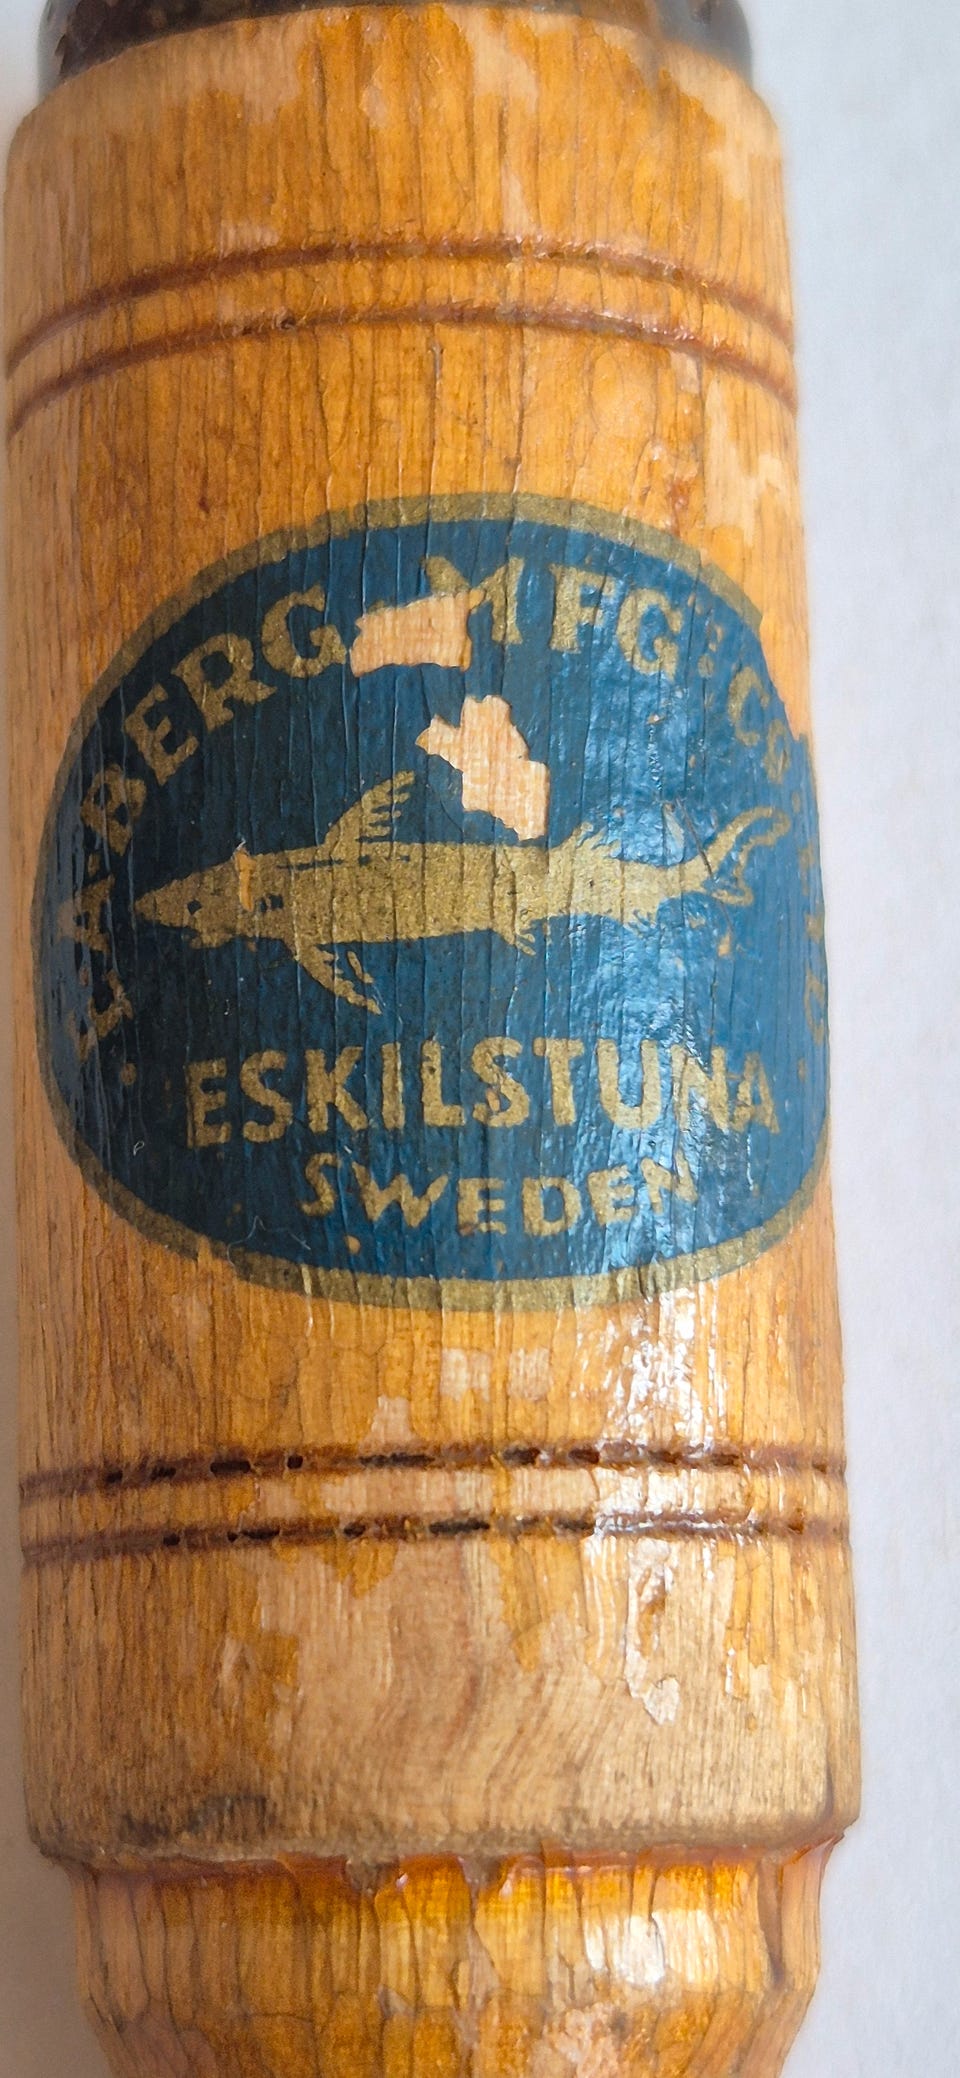 E.A. BERG MFG. CO.
ESKILSTUNA
SWEDEN